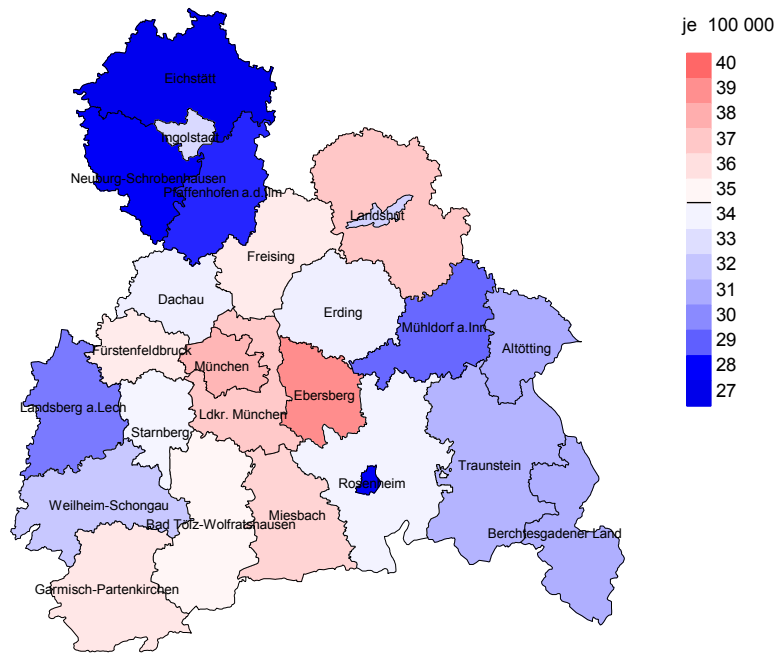 je 100 000
40
39
38
37
36
35
34
33
32
31
30
29
28
27
Eichstätt
Ingolstadt
Neuburg-Schrobenhausen
Pfaffenhofen a.d.Ilm
Landshut
Freising
Dachau
Erding
Mühldorf a.Inn
Altötting
Fürstenfeldbruck
München
Ebersberg
Landsberg a.Lech
Ldkr. München
Starnberg
Traunstein
Rosenheim
Weilheim-Schongau
Miesbach
Bad Tölz-Wolfratshausen
Berchtesgadener Land
Garmisch-Partenkirchen